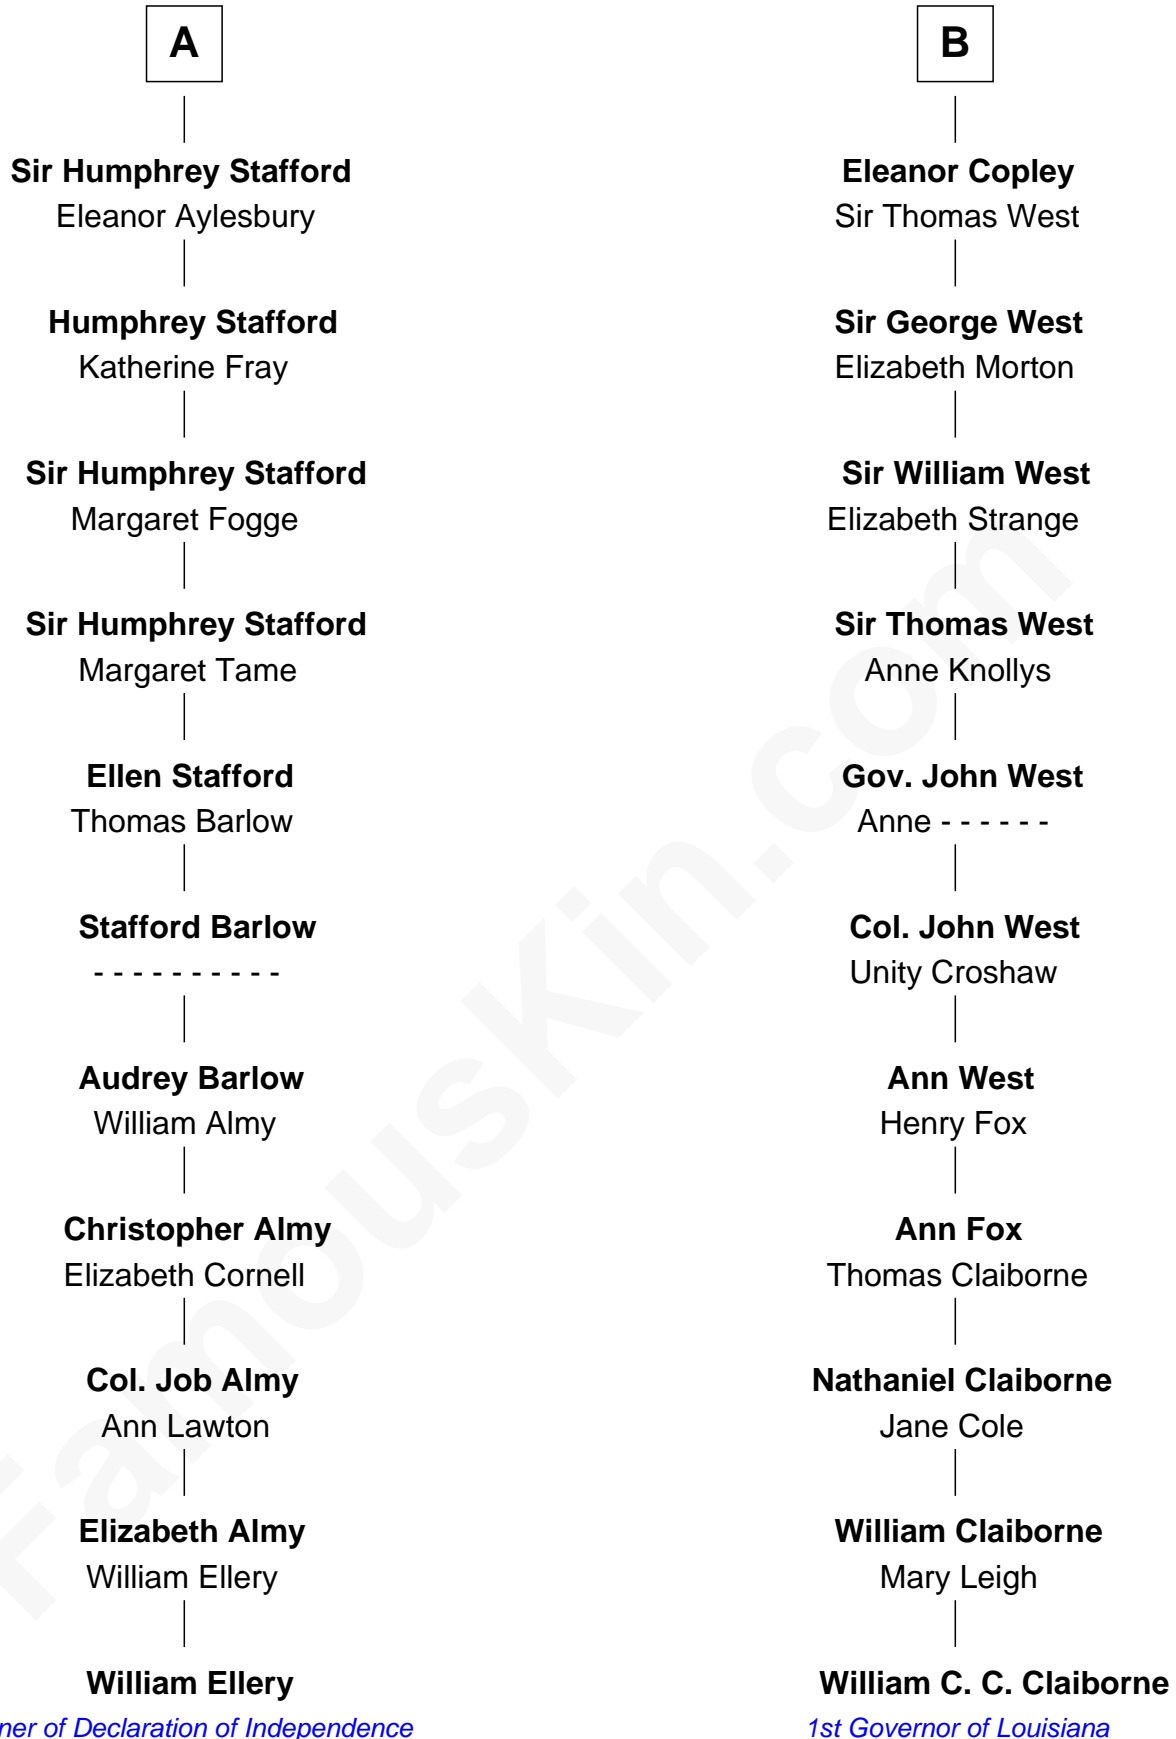 A
Sir Humphrey Stafford
Eleanor Aylesbury
Humphrey Stafford
Katherine Fray
Sir Humphrey Stafford
Margaret Fogge
Sir Humphrey Stafford
Margaret Tame
Ellen Stafford
Thomas Barlow
Stafford Barlow
- - - - - - - - - -
Audrey Barlow
William Almy
Christopher Almy
Elizabeth Cornell
Col. Job Almy
Ann Lawton
Elizabeth Almy
William Ellery
William Ellery
ner of Declaration of Independence
B
Eleanor Copley
Sir Thomas West
Sir George West
Elizabeth Morton
Sir William West
Elizabeth Strange
Sir Thomas West
Anne Knollys
Gov. John West
Anne - - - - - -
Col. John West
Unity Croshaw
Ann West
Henry Fox
Ann Fox
Thomas Claiborne
Nathaniel Claiborne
Jane Cole
William Claiborne
Mary Leigh
William C. C. Claiborne
1st Governor of Louisiana
FamousKin.com